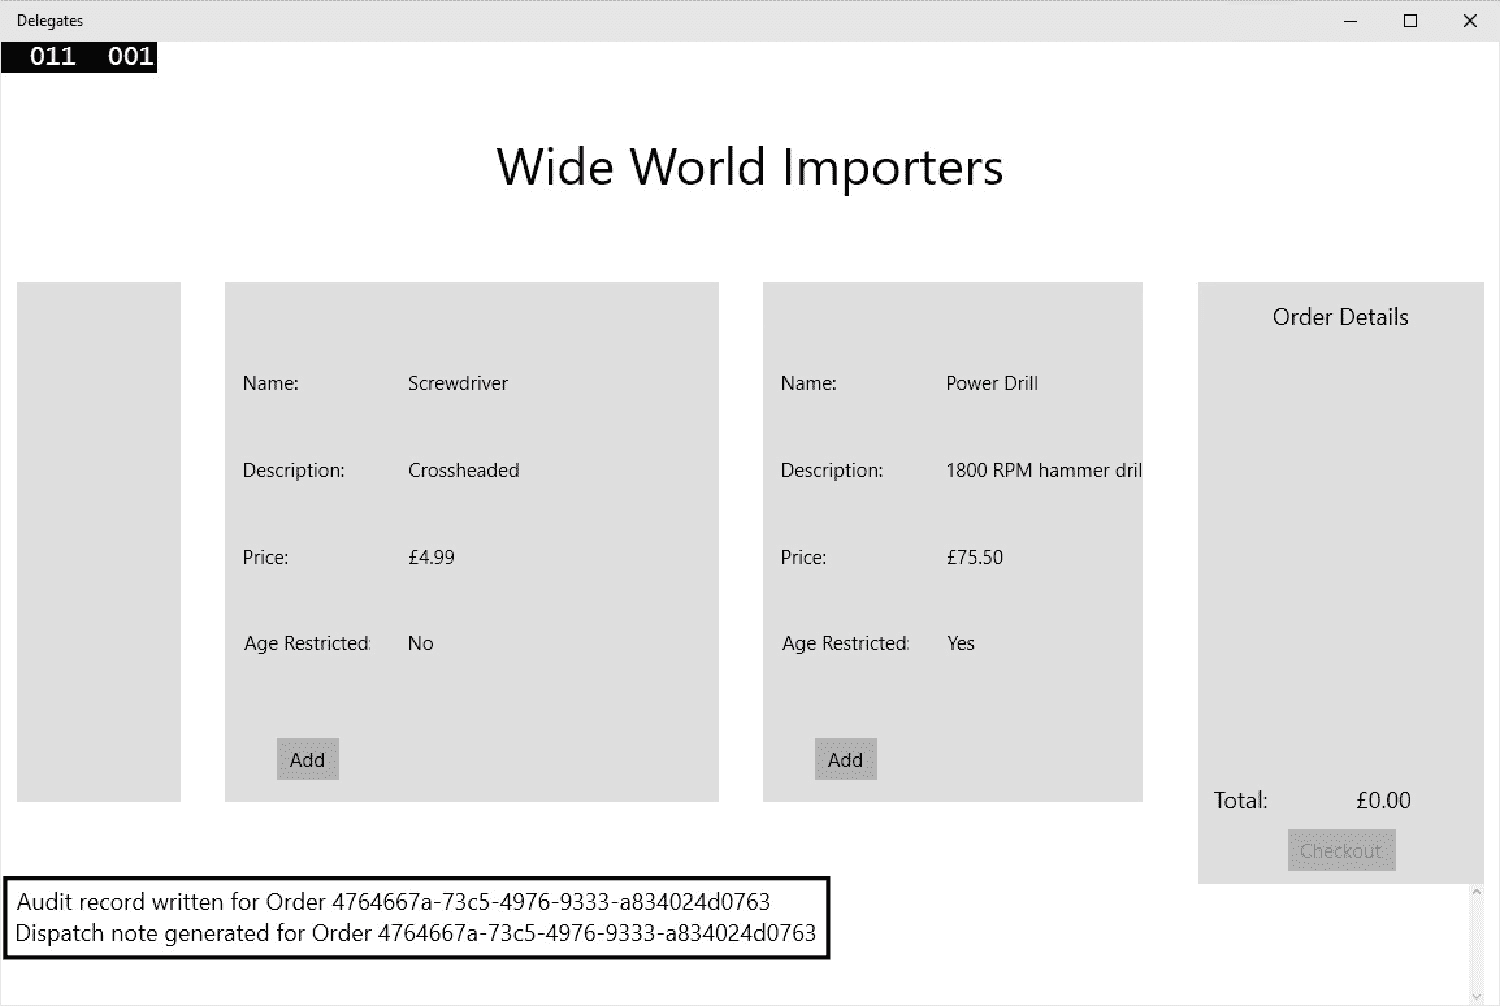 Delegates
011 001
Wide World Importers
Name: Screwdriver
Description: Crossheaded
Price: £4.99
Age Restricted: No
Add
Name: Power Drill
Description: 1800 RPM hammer dril
Price: £75.50
Age Restricted: Yes
Add
Order Details
Total: £0.00
Checkout
Audit record written for Order 4764667a-73c5-4976-9333-a834024d0763
Dispatch note generated for Order 4764667a-73c5-4976-9333-a834024d0763